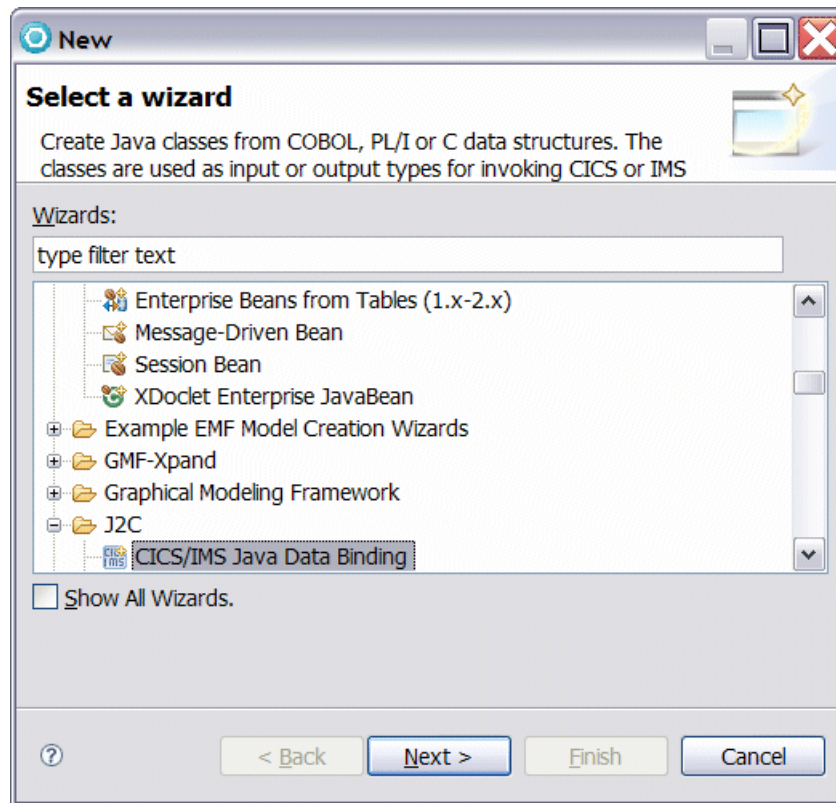 New
Select a wizard
Create Java classes from COBOL, PL/I or C data structures. The
classes are used as input or output types for invoking CICS or IMS
Wizards:
type filter text
Enterprise Beans from Tables (1.x-2.x)
Message-Driven Bean
Session Bean
XDoclet Enterprise JavaBean
Example EMF Model Creation Wizards
GMF-Xpand
Graphical Modeling Framework
J2C
CICS/IMS Java Data Binding
Show All Wizards.
< Back Next > Finish Cancel